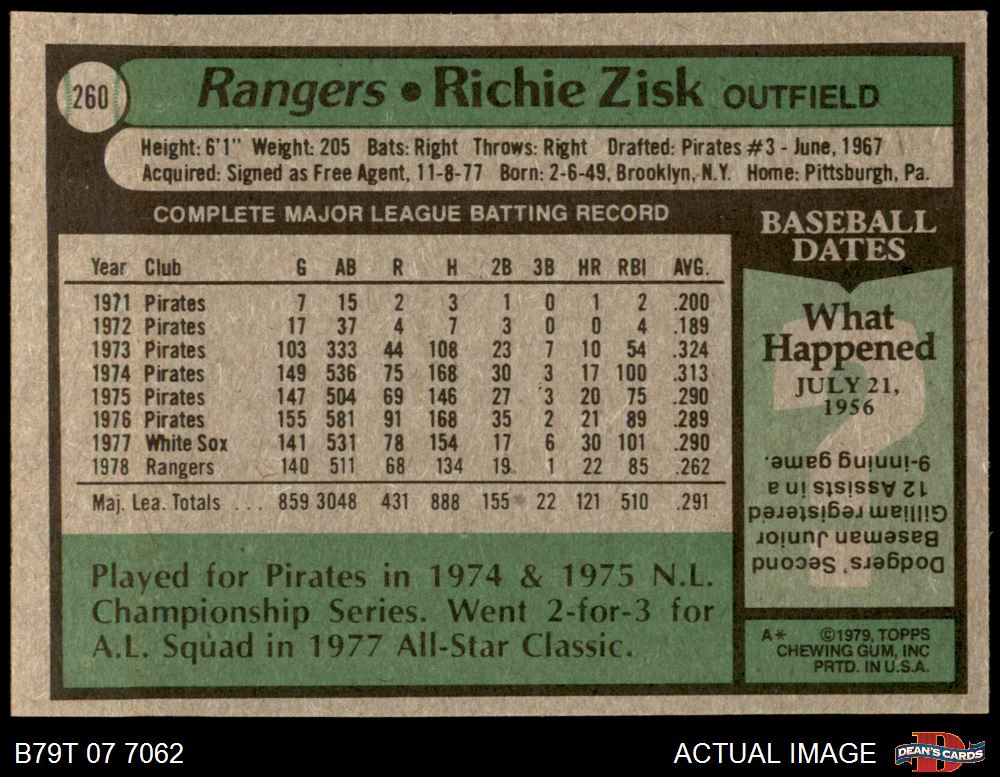 260
Rangers • Richie Zisk OUTFIELD
Height: 6'1" Weight: 205 Bats: Right Throws: Right Drafted: Pirates #3 - June, 1967
Acquired: Signed as Free Agent, 11-8-77 Born: 2-6-49, Brooklyn, N.Y. Home: Pittsburgh, Pa.
COMPLETE MAJOR LEAGUE BATTING RECORD
Year Club G AB R H 2B 3B HR RBI AVG.
1971 Pirates 7 15 2 3 1 0 1 2 .200
1972 Pirates 17 37 4 7 3 0 0 4 .189
1973 Pirates 103 333 44 108 23 7 10 54 .324
1974 Pirates 149 536 75 168 30 3 17 100 .313
1975 Pirates 147 504 69 146 27 3 20 75 .290
1976 Pirates 155 581 91 168 35 2 21 89 .289
1977 White Sox 141 531 78 154 17 6 30 101 .290
1978 Rangers 140 511 68 134 19 1 22 85 .262
Maj. Lea. Totals ... 859 3048 431 888 155 22 121 510 .291
Played for Pirates in 1974 & 1975 N.L.
Championship Series. Went 2-for-3 for
A.L. Squad in 1977 All-Star Classic.
BASEBALL
DATES
What
Happened
JULY 21,
1956
?
Dodgers' Second
Baseman Junior
Gilliam registered
12 Assists in a
9-inning game.
A* ©1979, TOPPS
CHEWING GUM, INC
PRTD. IN U.S.A.
B79T 07 7062
ACTUAL IMAGE
D
DEAN'S CARDS